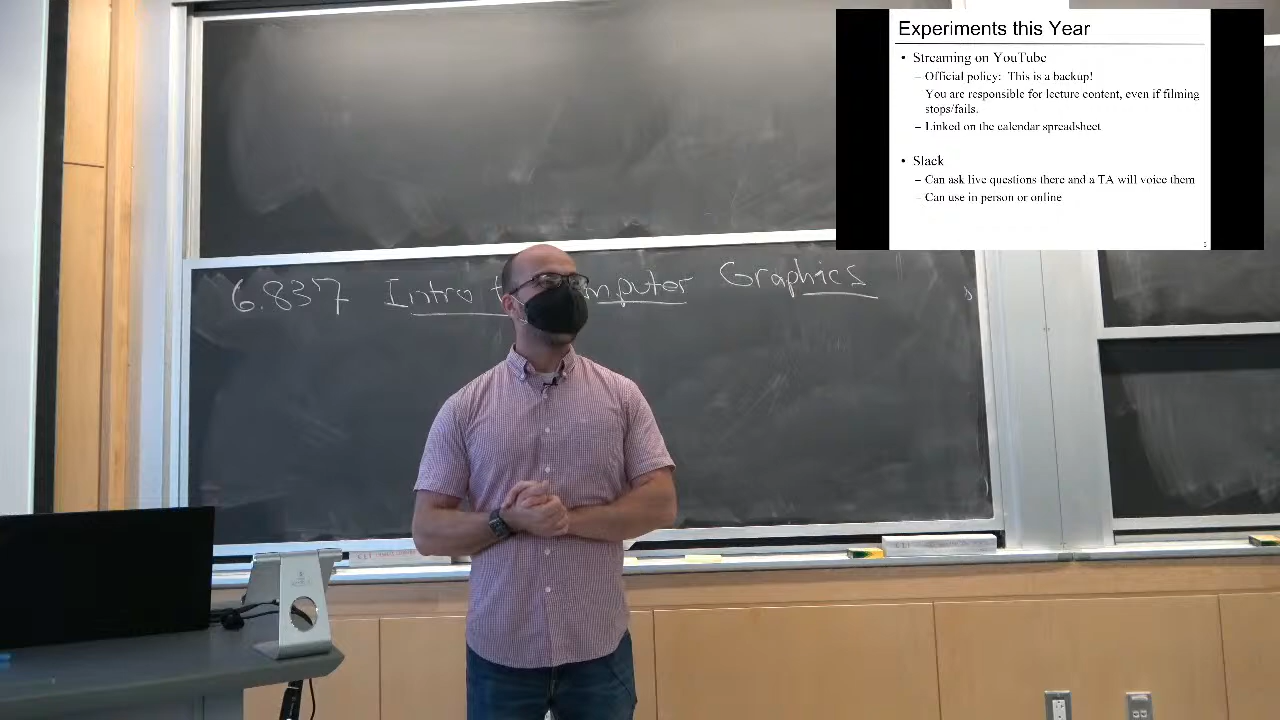 Experiments this Year
• Streaming on YouTube
– Official policy: This is a backup!
You are responsible for lecture content, even if filming
stops/fails.
– Linked on the calendar spreadsheet
• Slack
– Can ask live questions there and a TA will voice them
– Can use in person or online
6.837 Intro mputer Graphics